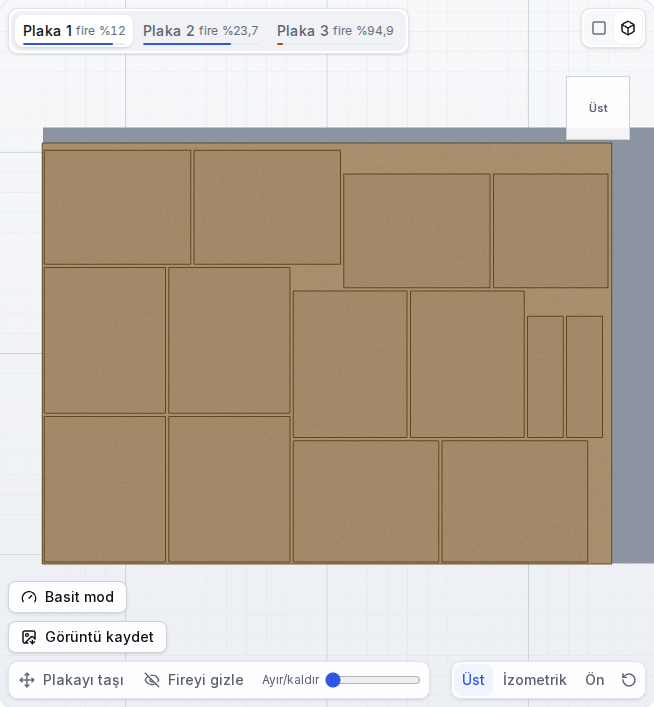 Plaka 1 fire %12 Plaka 2 fire %23,7 Plaka 3 fire %94,9
Üst
Basit mod
Görüntü kaydet
Plakayı taşı Fireyi gizle Ayır/kaldır Üst İzometrik Ön